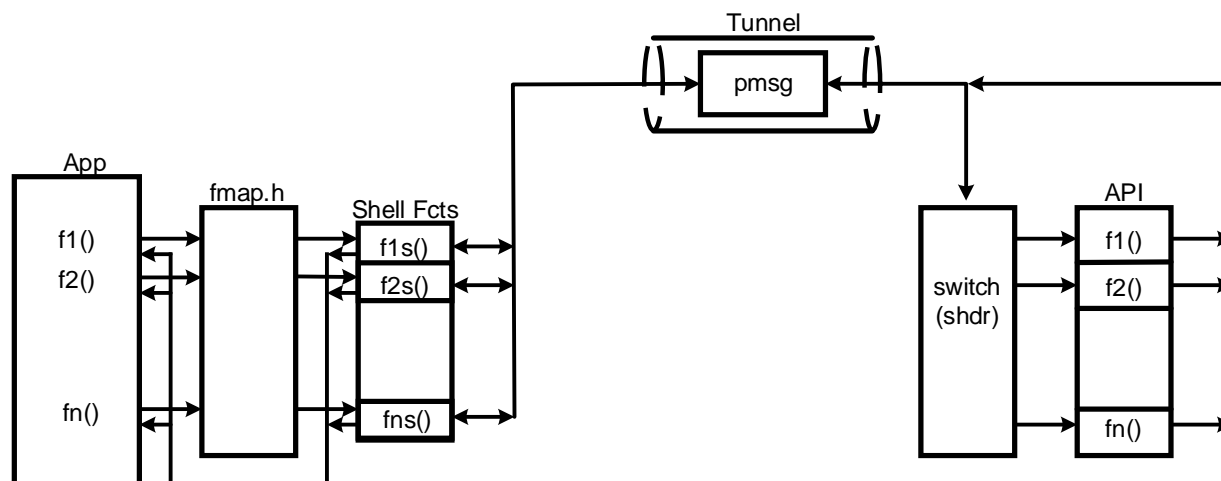 Tunnel
pmsg
App
fmap.h
Shell Fcts
API
f1()
f1s()
f1()
f2()
f2s()
f2()
switch
(shdr)
fn()
fns()
fn()